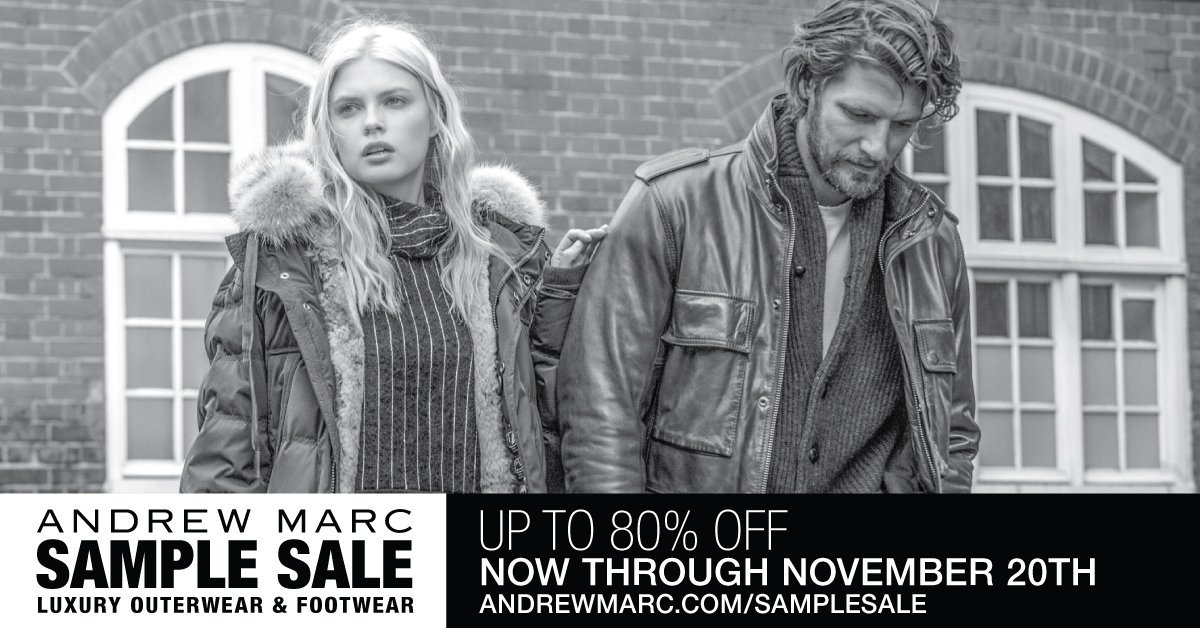 ANDREW MARC
SAMPLE SALE
LUXURY OUTERWEAR & FOOTWEAR
UP TO 80% OFF
NOW THROUGH NOVEMBER 20TH
ANDREWMARC.COM/SAMPLESALE